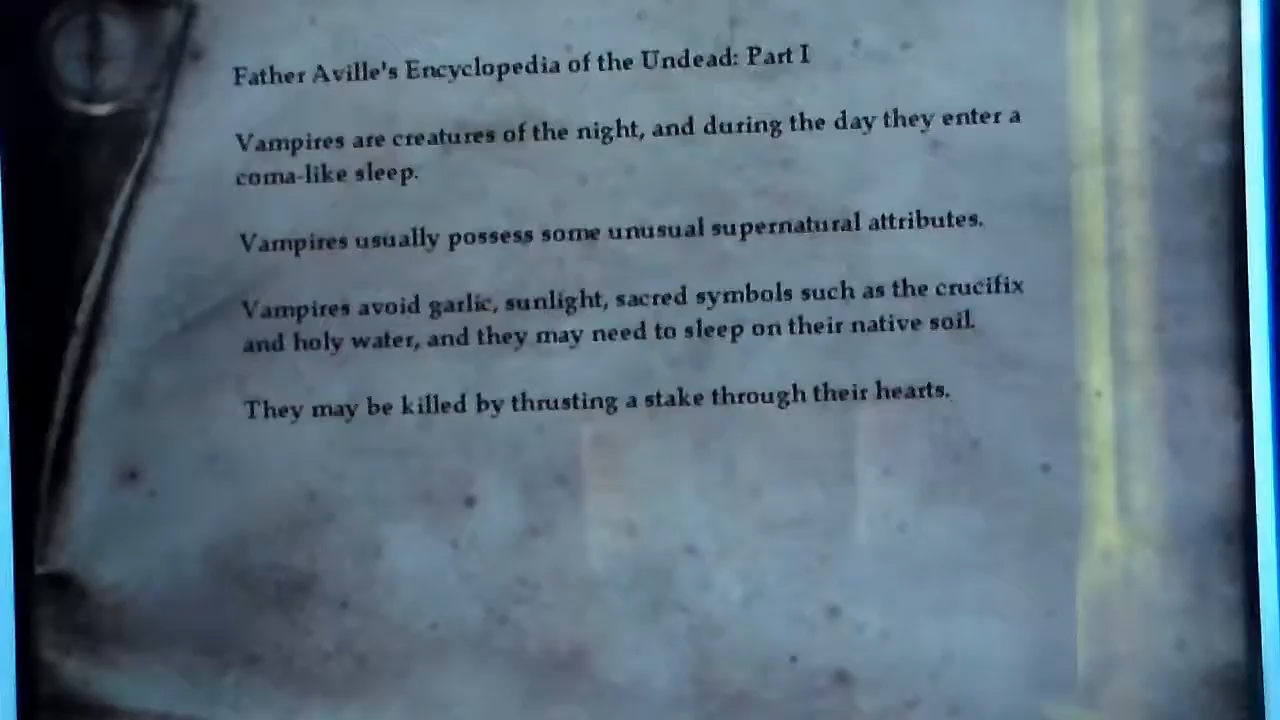 Father Aville's Encyclopedia of the Undead: Part I
Vampires are creatures of the night, and during the day they enter a
coma-like sleep.
Vampires usually possess some unusual supernatural attributes.
Vampires avoid garlic, sunlight, sacred symbols such as the crucifix
and holy water, and they may need to sleep on their native soil.
They may be killed by thrusting a stake through their hearts.